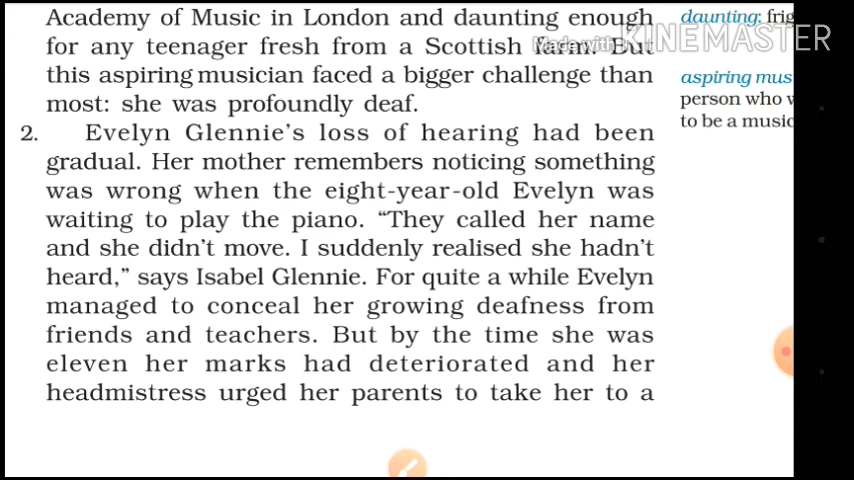 Academy of Music in London and daunting enough
for any teenager fresh from a Scottish farm. But
this aspiring musician faced a bigger challenge than
most: she was profoundly deaf.
2. Evelyn Glennie's loss of hearing had been
gradual. Her mother remembers noticing something
was wrong when the eight-year-old Evelyn was
waiting to play the piano. “They called her name
and she didn't move. I suddenly realised she hadn't
heard,” says Isabel Glennie. For quite a while Evelyn
managed to conceal her growing deafness from
friends and teachers. But by the time she was
eleven her marks had deteriorated and her
headmistress urged her parents to take her to a
daunting:
aspiring
person who
to be a
Made with KINEMASTER